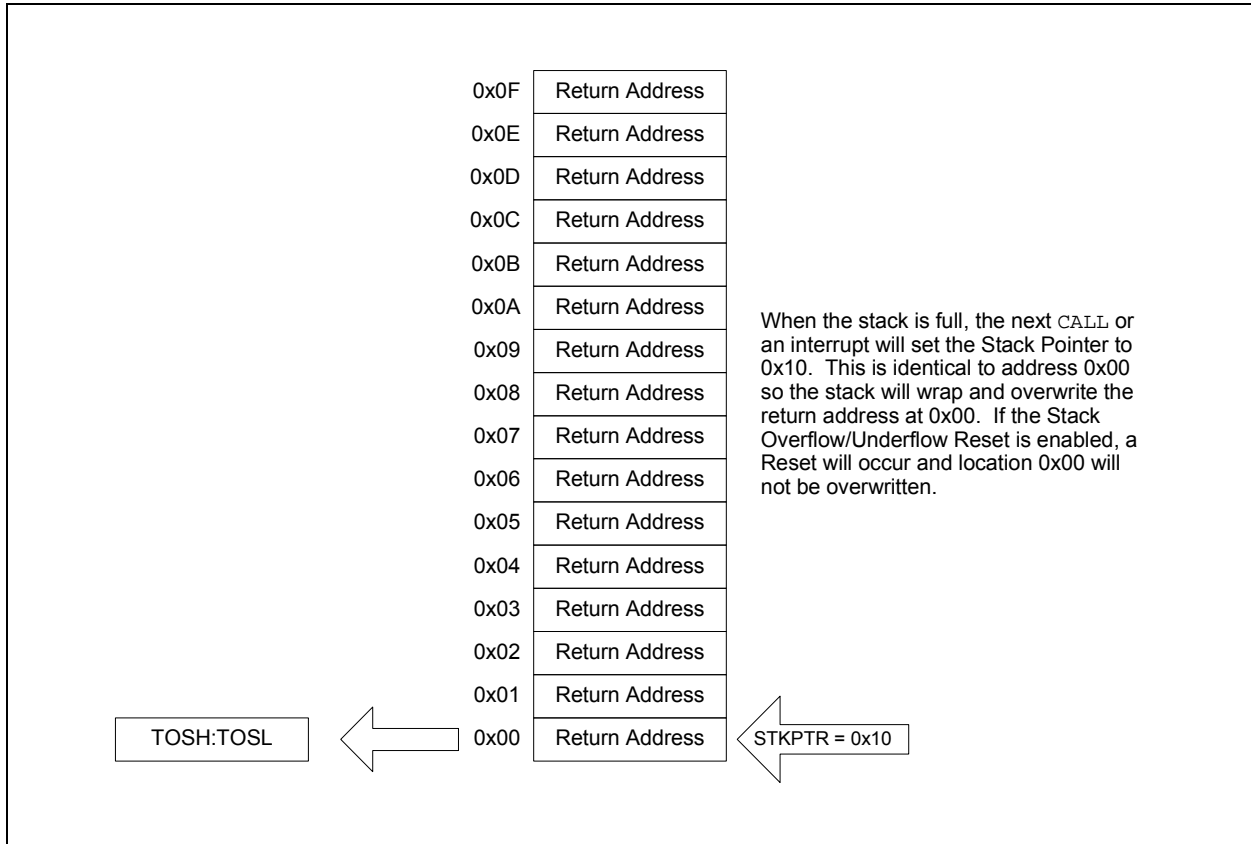 0x0F Return Address
0x0E Return Address
0x0D Return Address
0x0C Return Address
0x0B Return Address
0x0A Return Address
0x09 Return Address
0x08 Return Address
0x07 Return Address
0x06 Return Address
0x05 Return Address
0x04 Return Address
0x03 Return Address
0x02 Return Address
0x01 Return Address
TOSH:TOSL 0x00 Return Address STKPTR = 0x10
When the stack is full, the next CALL or
an interrupt will set the Stack Pointer to
0x10. This is identical to address 0x00
so the stack will wrap and overwrite the
return address at 0x00. If the Stack
Overflow/Underflow Reset is enabled, a
Reset will occur and location 0x00 will
not be overwritten.